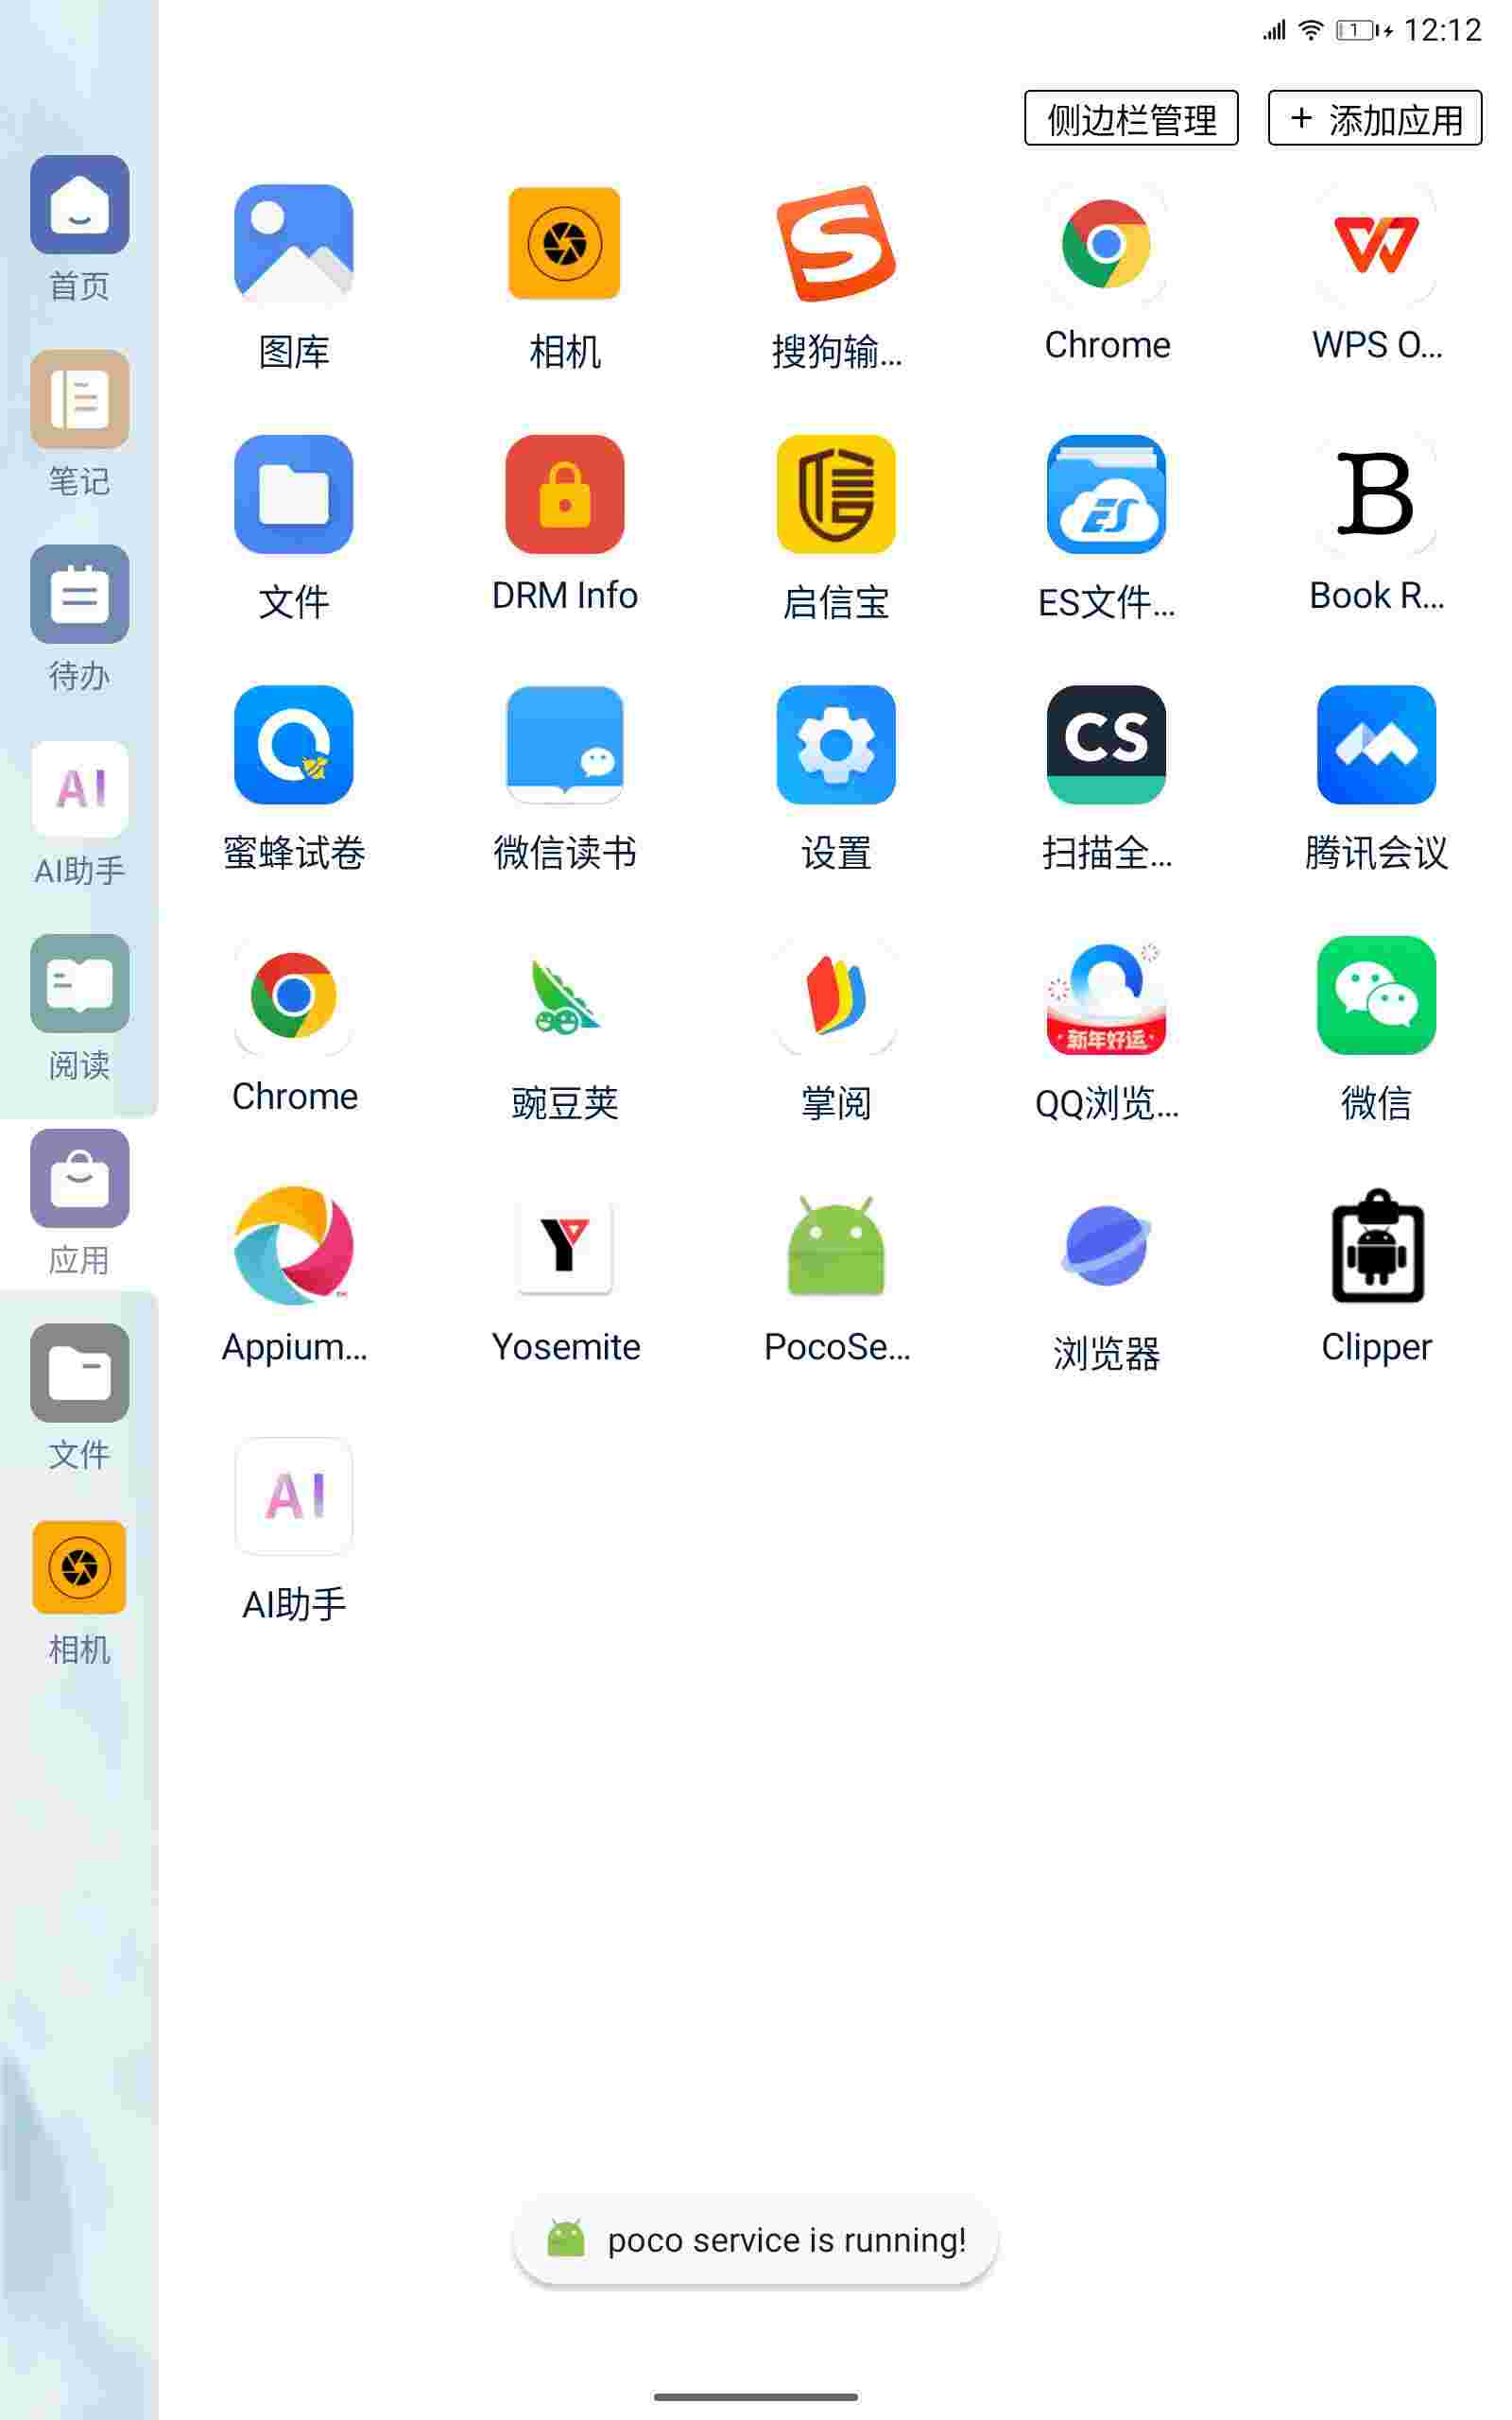 1 12:12
侧边栏管理
+ 添加应用
首页
笔记
待办
AI
AI助手
阅读
应用
文件
相机
图库
相机
搜狗输...
Chrome
WPS O...
文件
DRM Info
信
启信宝
ES
ES文件...
B
Book R...
蜜蜂试卷
微信读书
设置
CS
扫描全...
腾讯会议
Chrome
豌豆荚
掌阅
新年好运
QQ浏览...
微信
Appium...
Y
Yosemite
PocoSe...
浏览器
Clipper
AI
AI助手
poco service is running!